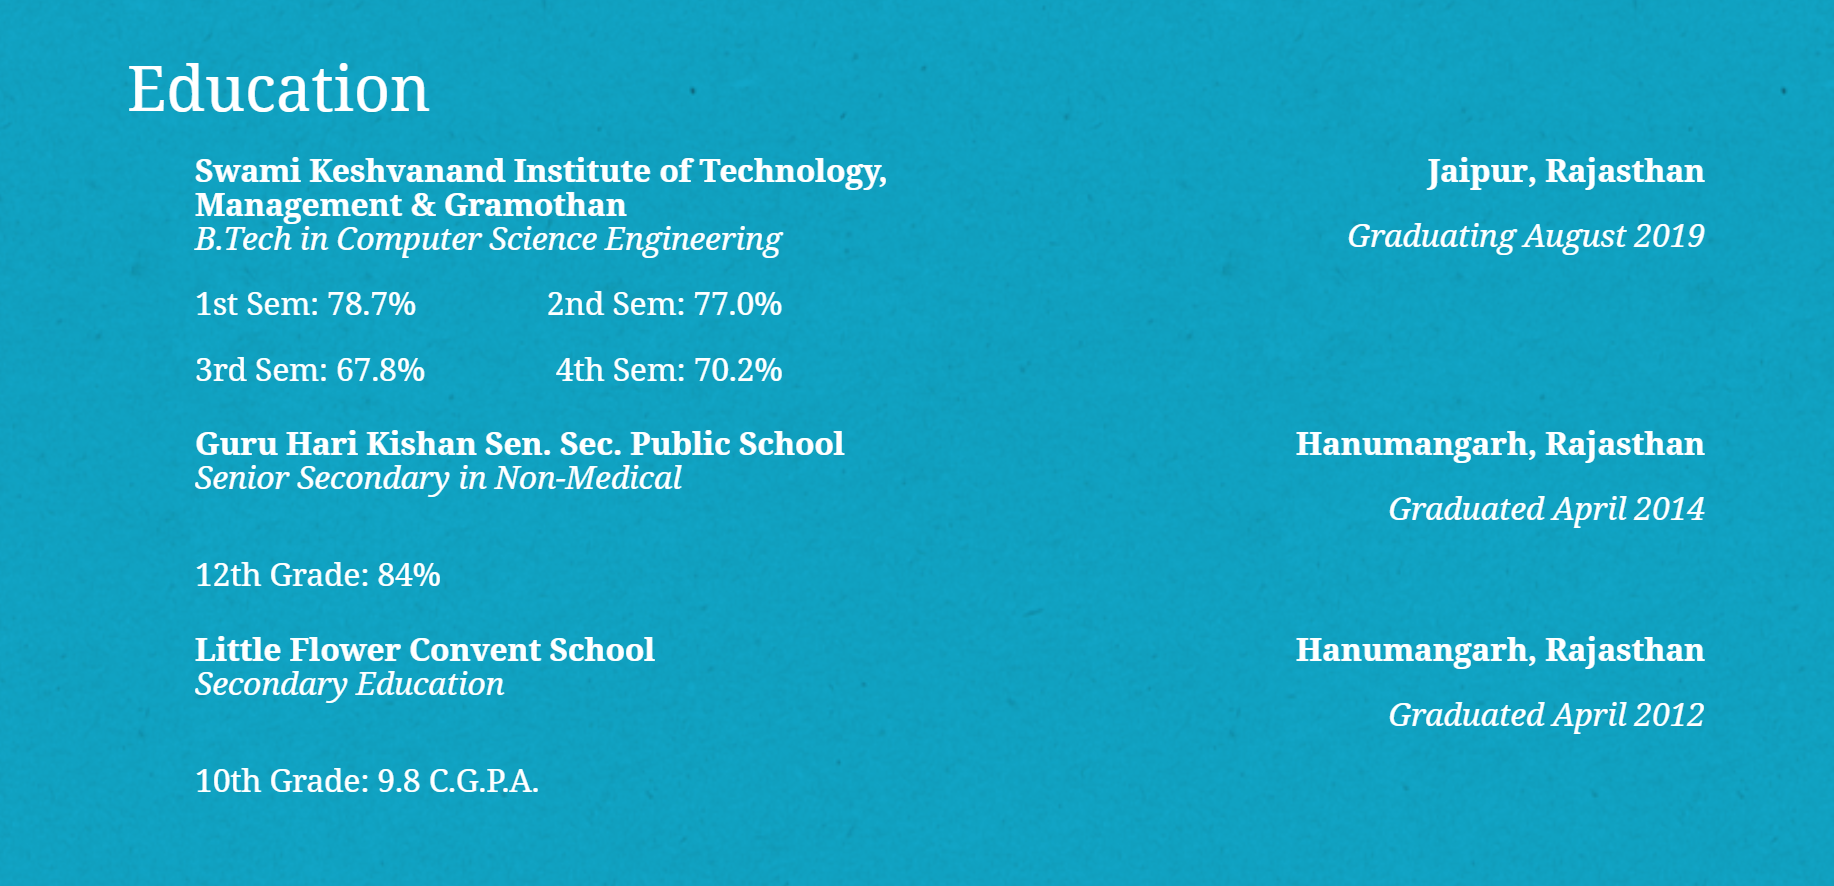 Education
Swami Keshvanand Institute of Technology, Jaipur, Rajasthan
Management & Gramothan
B.Tech in Computer Science Engineering Graduating August 2019
1st Sem: 78.7% 2nd Sem: 77.0%
3rd Sem: 67.8% 4th Sem: 70.2%
Guru Hari Kishan Sen. Sec. Public School Hanumangarh, Rajasthan
Senior Secondary in Non-Medical
Graduated April 2014
12th Grade: 84%
Little Flower Convent School Hanumangarh, Rajasthan
Secondary Education
Graduated April 2012
10th Grade: 9.8 C.G.P.A.